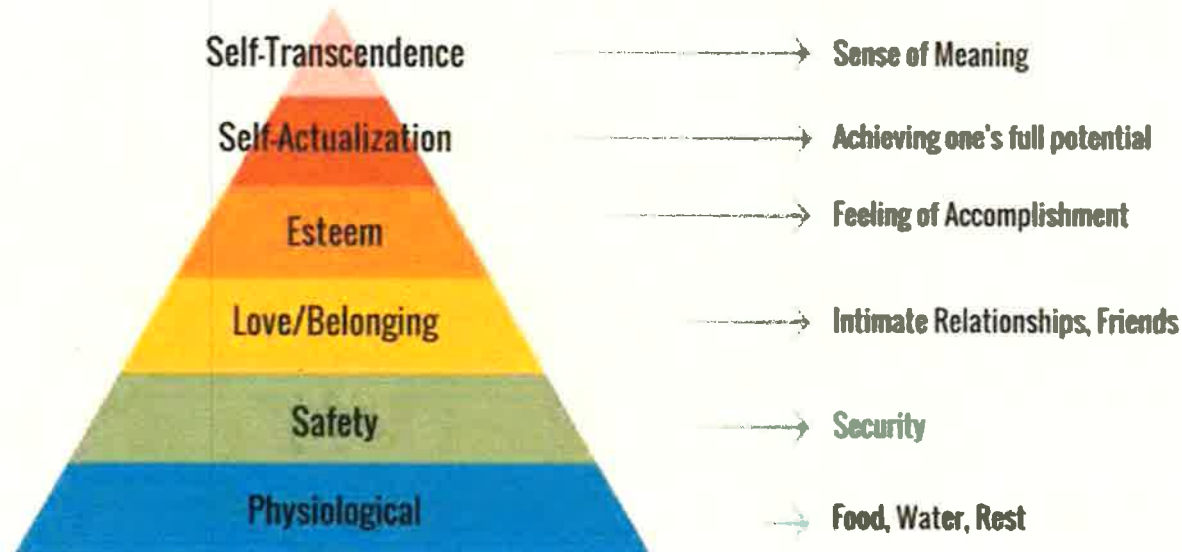 Self-Transcendence
Sense of Meaning
Self-Actualization
Achieving one's full potential
Esteem
Feeling of Accomplishment
Love/Belonging
Intimate Relationships, Friends
Safety
Security
Physiological
Food, Water, Rest